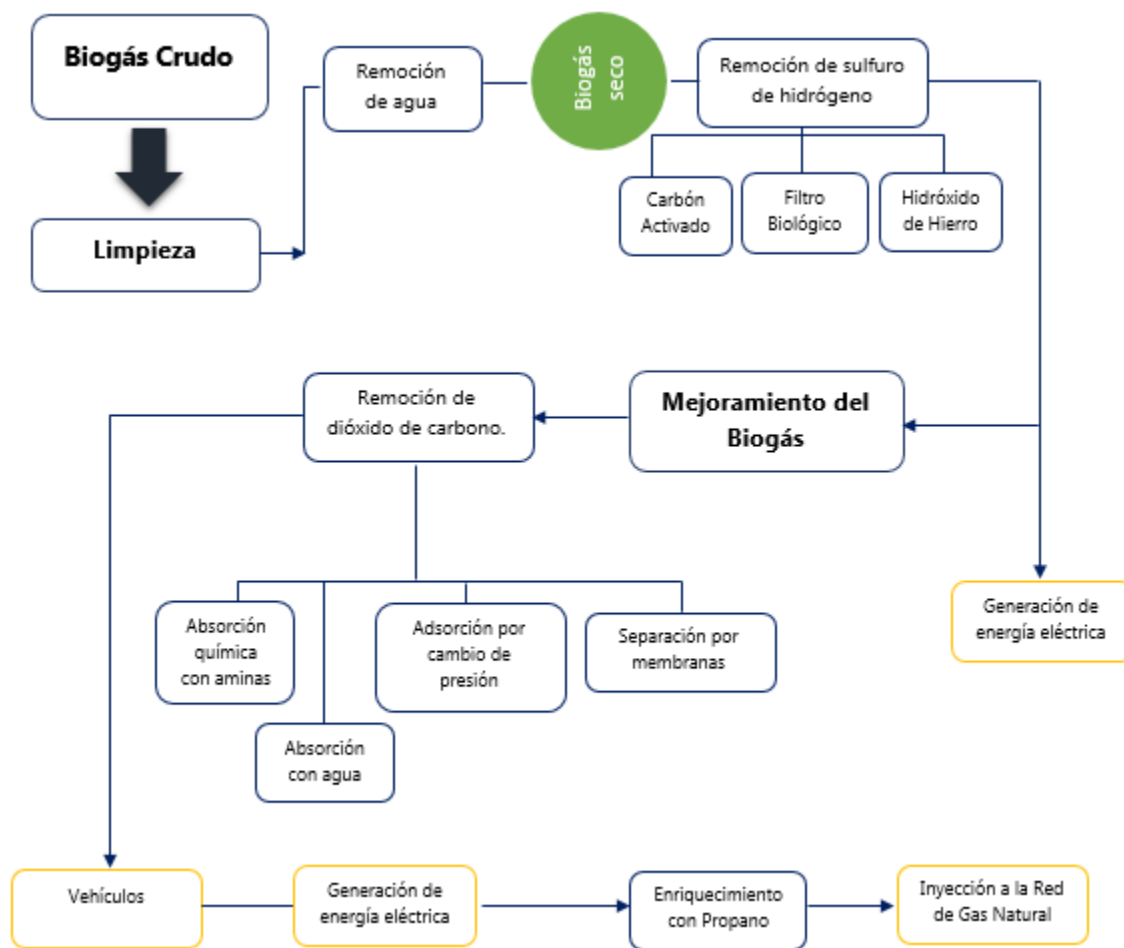 Biogás Crudo
Limpieza
Remoción
de agua
Biogás
seco
Remoción de sulfuro
de hidrógeno
Carbón
Activado
Filtro
Biológico
Hidróxido
de Hierro
Mejoramiento del
Biogás
Remoción de
dióxido de carbono.
Generación de
energía eléctrica
Absorción
química
con aminas
Absorción
con agua
Adsorción por
cambio de
presión
Separación por
membranas
Vehículos
Generación de
energía eléctrica
Enriquecimiento
con Propano
Inyección a la Red
de Gas Natural